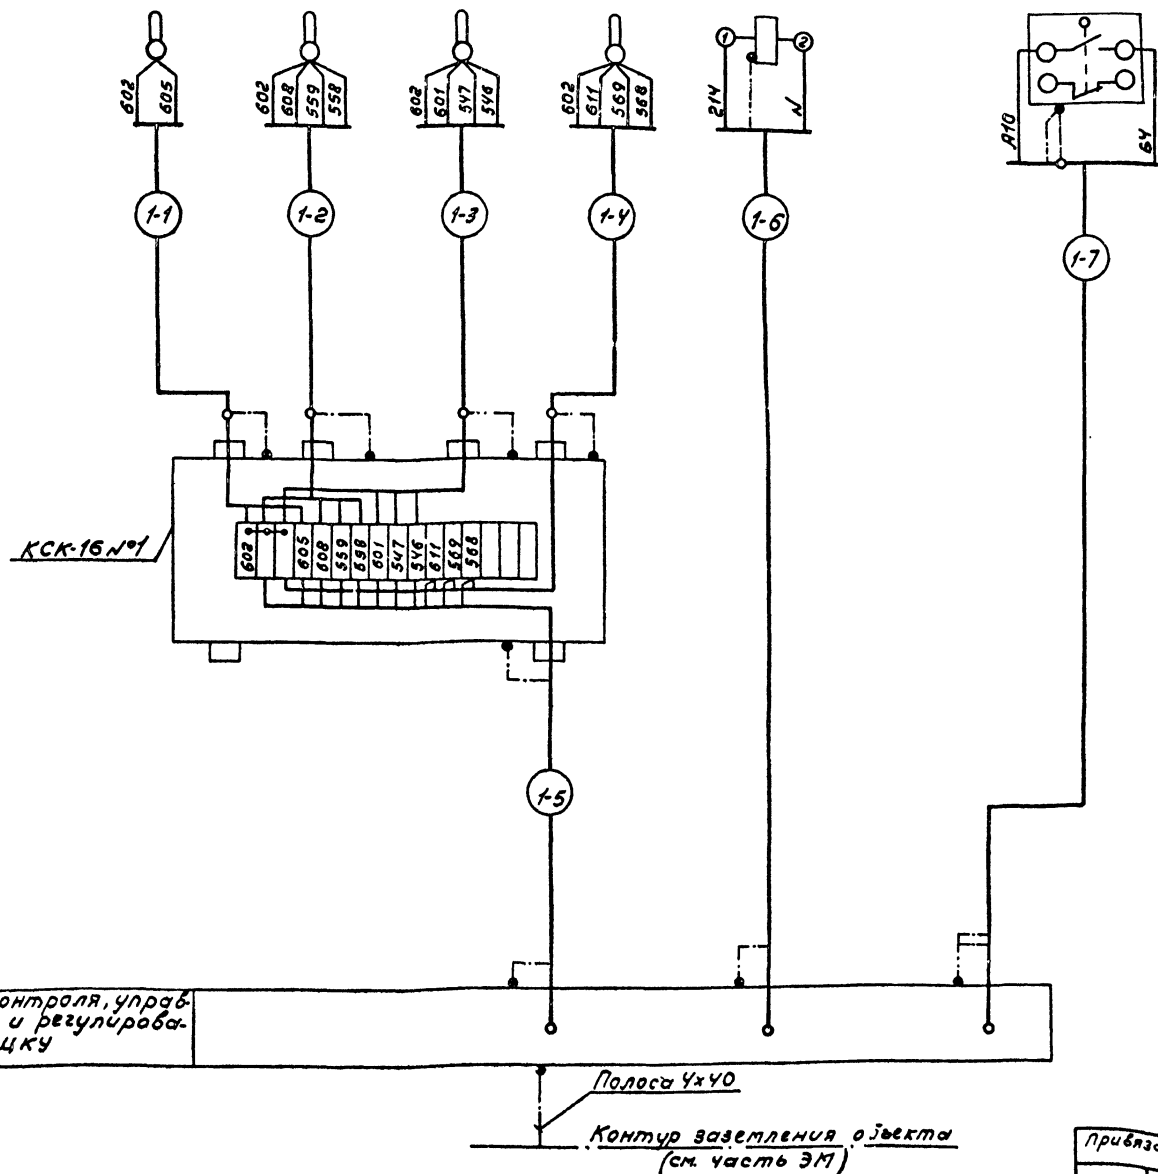 602 605
602 608 559 558
602 601 547 546
602 611 569 568
1 2
214 N
А10 64
1-1
1-2
1-3
1-4
1-6
1-7
КСК-16 №1
602 605 608 559 558 601 547 546 611 569 568
1-5
онтроля, управ-
и регулирова-
цку
Полоса 4х40
Контур заземления объекта
(см. часть ЭМ)
Привяз